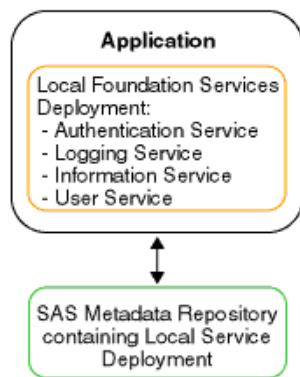 Application
Local Foundation Services
Deployment:
- Authentication Service
- Logging Service
- Information Service
- User Service
SAS Metadata Repository
containing Local Service
Deployment